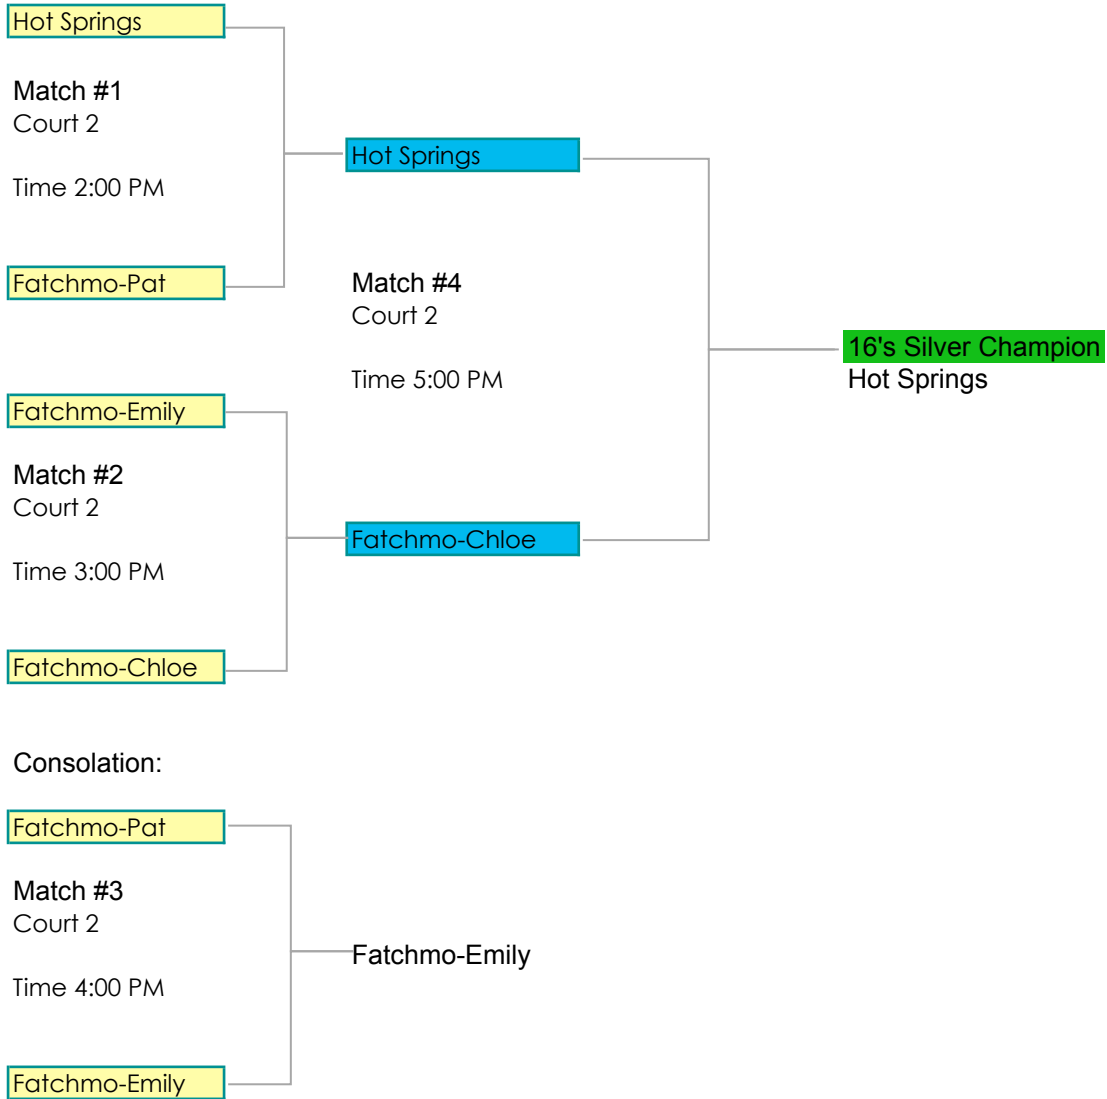 Hot Springs
Match #1
Court 2
Time 2:00 PM
Fatchmo-Pat
Hot Springs
Match #4
Court 2
Time 5:00 PM
16's Silver Champion
Hot Springs
Fatchmo-Emily
Match #2
Court 2
Time 3:00 PM
Fatchmo-Chloe
Fatchmo-Chloe
Consolation:
Fatchmo-Pat
Match #3
Court 2
Time 4:00 PM
Fatchmo-Emily
Fatchmo-Emily